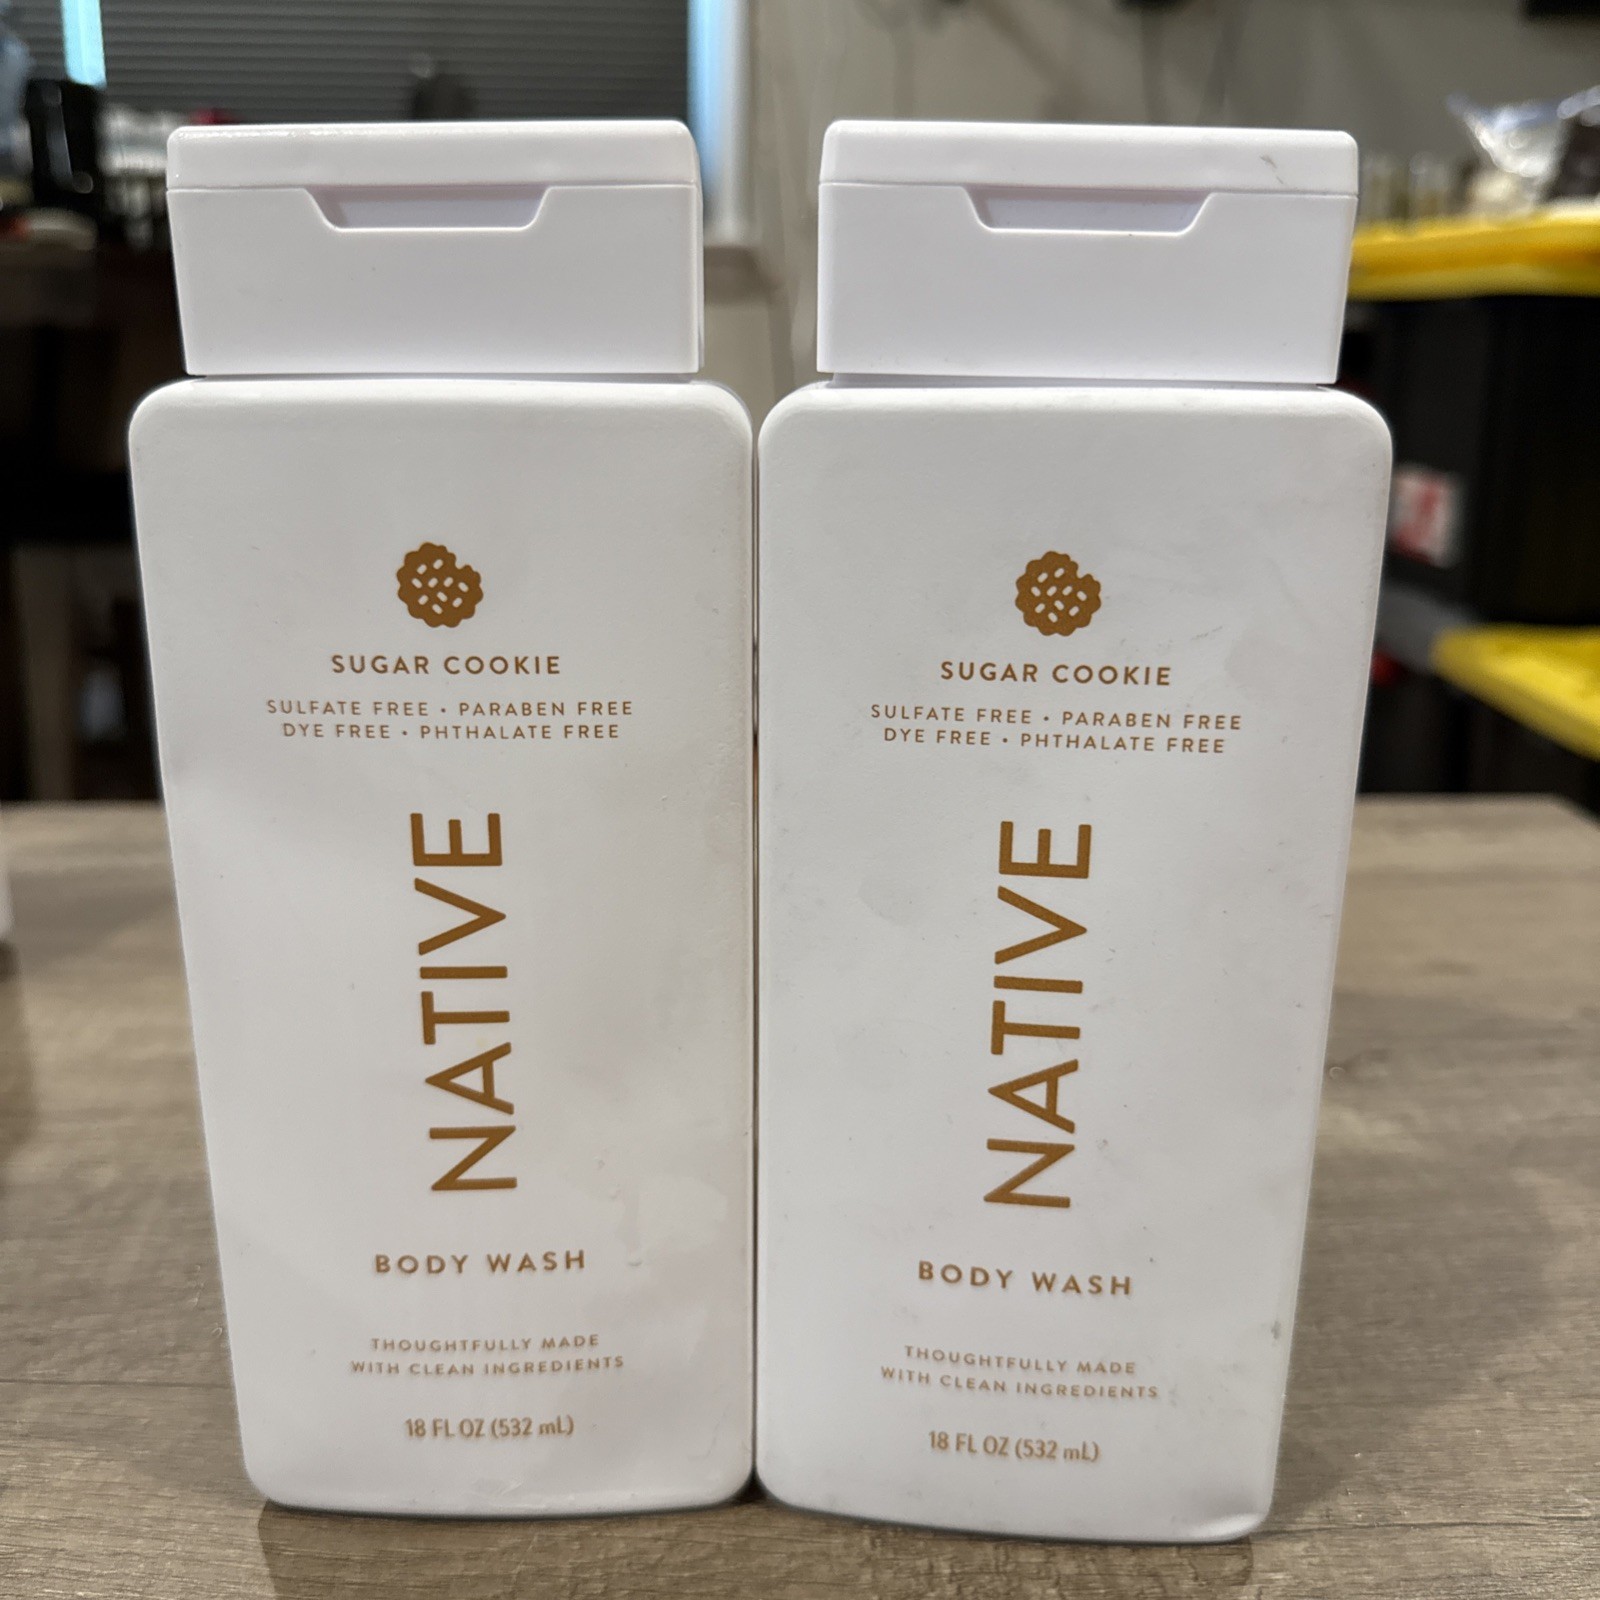 SUGAR COOKIE
SULFATE FREE • PARABEN FREE
DYE FREE • PHTHALATE FREE
NATIVE
BODY WASH
THOUGHTFULLY MADE
WITH CLEAN INGREDIENTS
18 FL OZ (532 mL)
SUGAR COOKIE
SULFATE FREE • PARABEN FREE
DYE FREE • PHTHALATE FREE
NATIVE
BODY WASH
THOUGHTFULLY MADE
WITH CLEAN INGREDIENTS
18 FL OZ (532 mL)